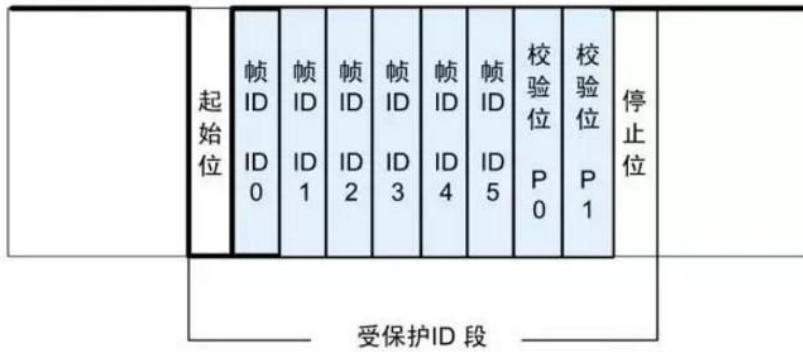 起始位
帧ID ID0
帧ID ID1
帧ID ID2
帧ID ID3
帧ID ID4
帧ID ID5
校验位 P0
校验位 P1
停止位
受保护ID 段